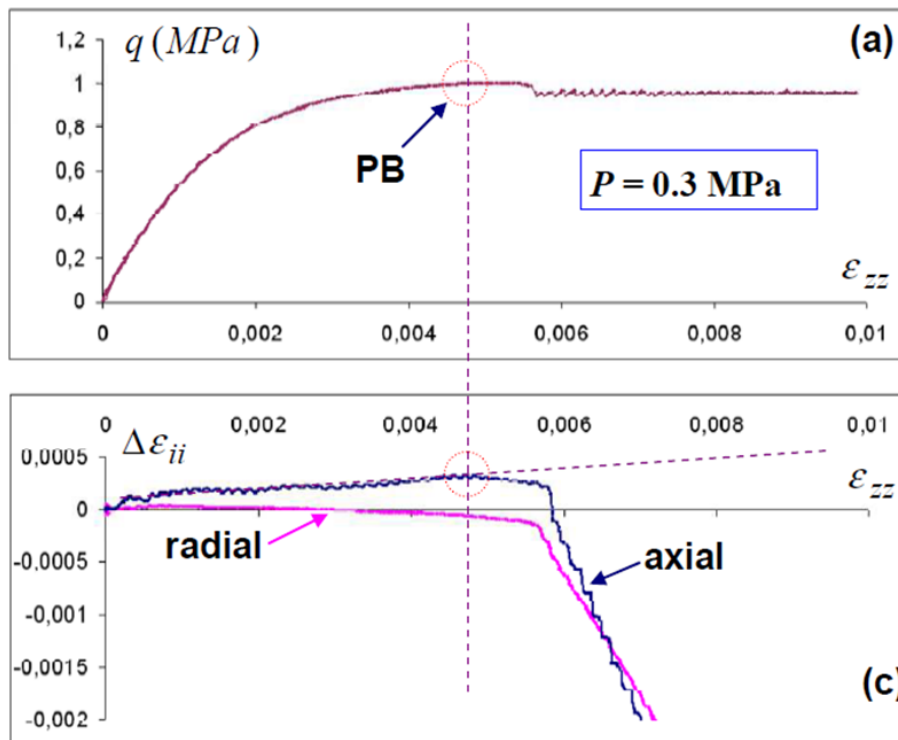 q (MPa)
(a)
1,2
1
0,8
0,6
0,4
0,2
0
PB
P = 0.3 MPa
ε_zz
0
0,002
0,004
0,006
0,008
0,01
0
0,002
0,004
0,006
0,008
0,01
Δε_ii
0,0005
0
-0,0005
-0,001
-0,0015
-0,002
ε_zz
radial
axial
(c)